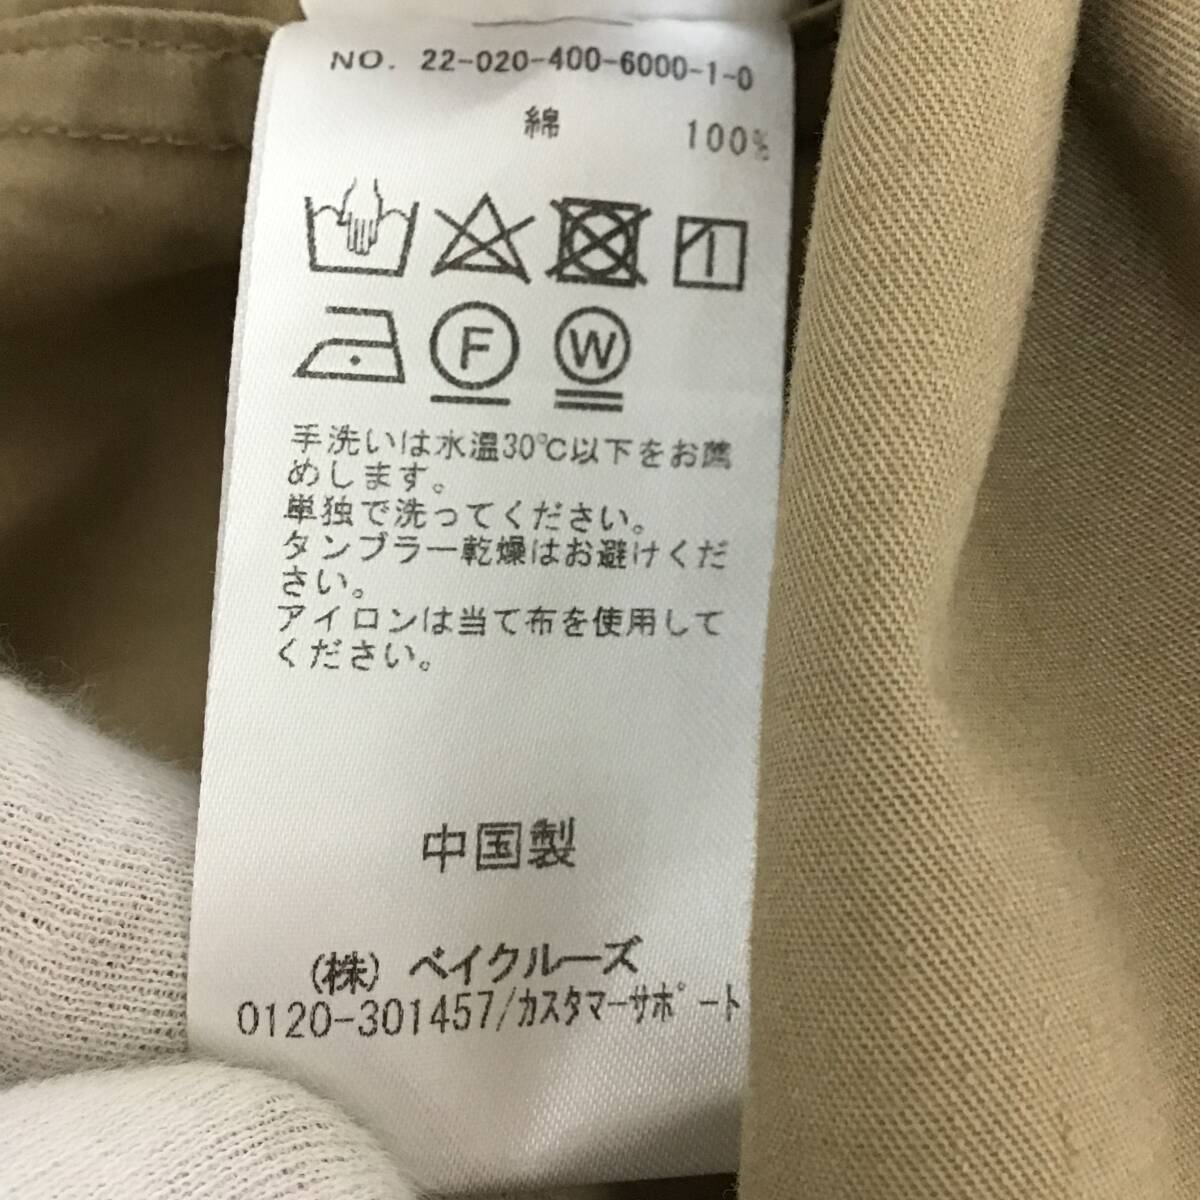 NO. 22-020-400-6000-1-0
綿 100%
F W
手洗いは水温30℃以下をお薦
めします。
単独で洗ってください。
タンブラー乾燥はお避けくだ
さい。
アイロンは当て布を使用して
ください。
中国製
(株) ベイクルーズ
0120-301457/カスタマーサポート